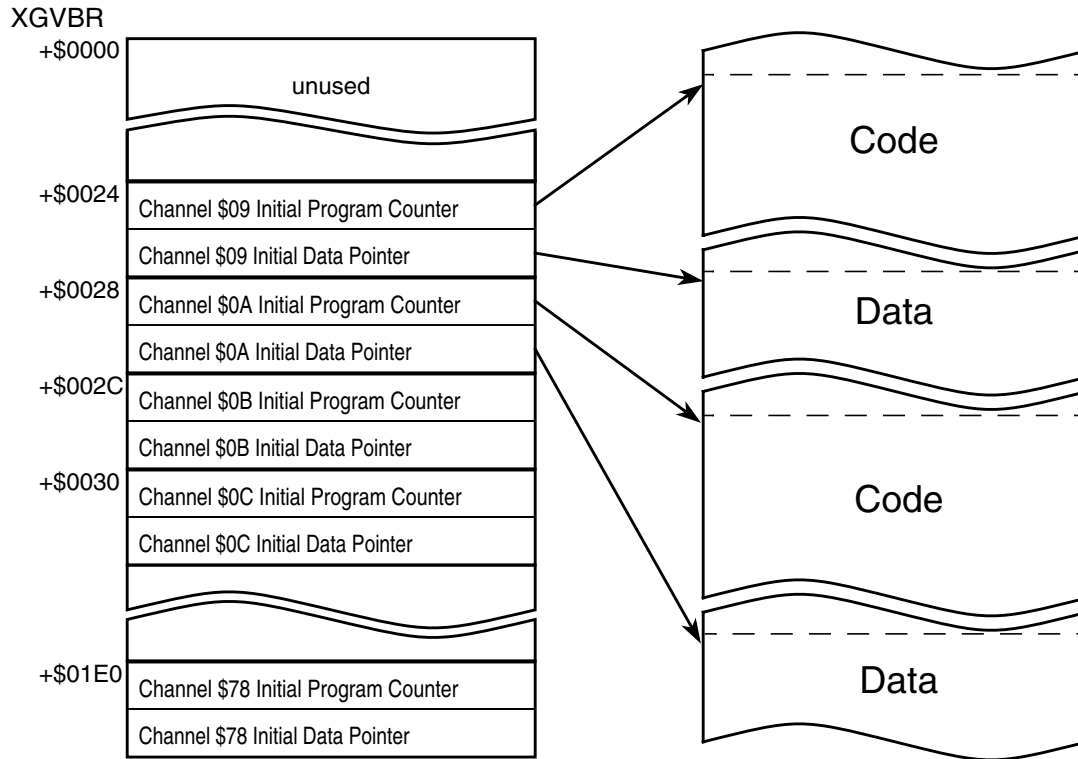 XGVBR
+$0000
unused
+$0024
Channel $09 Initial Program Counter
Channel $09 Initial Data Pointer
+$0028
Channel $0A Initial Program Counter
Channel $0A Initial Data Pointer
+$002C
Channel $0B Initial Program Counter
Channel $0B Initial Data Pointer
+$0030
Channel $0C Initial Program Counter
Channel $0C Initial Data Pointer
+$01E0
Channel $78 Initial Program Counter
Channel $78 Initial Data Pointer
Code
Data
Code
Data